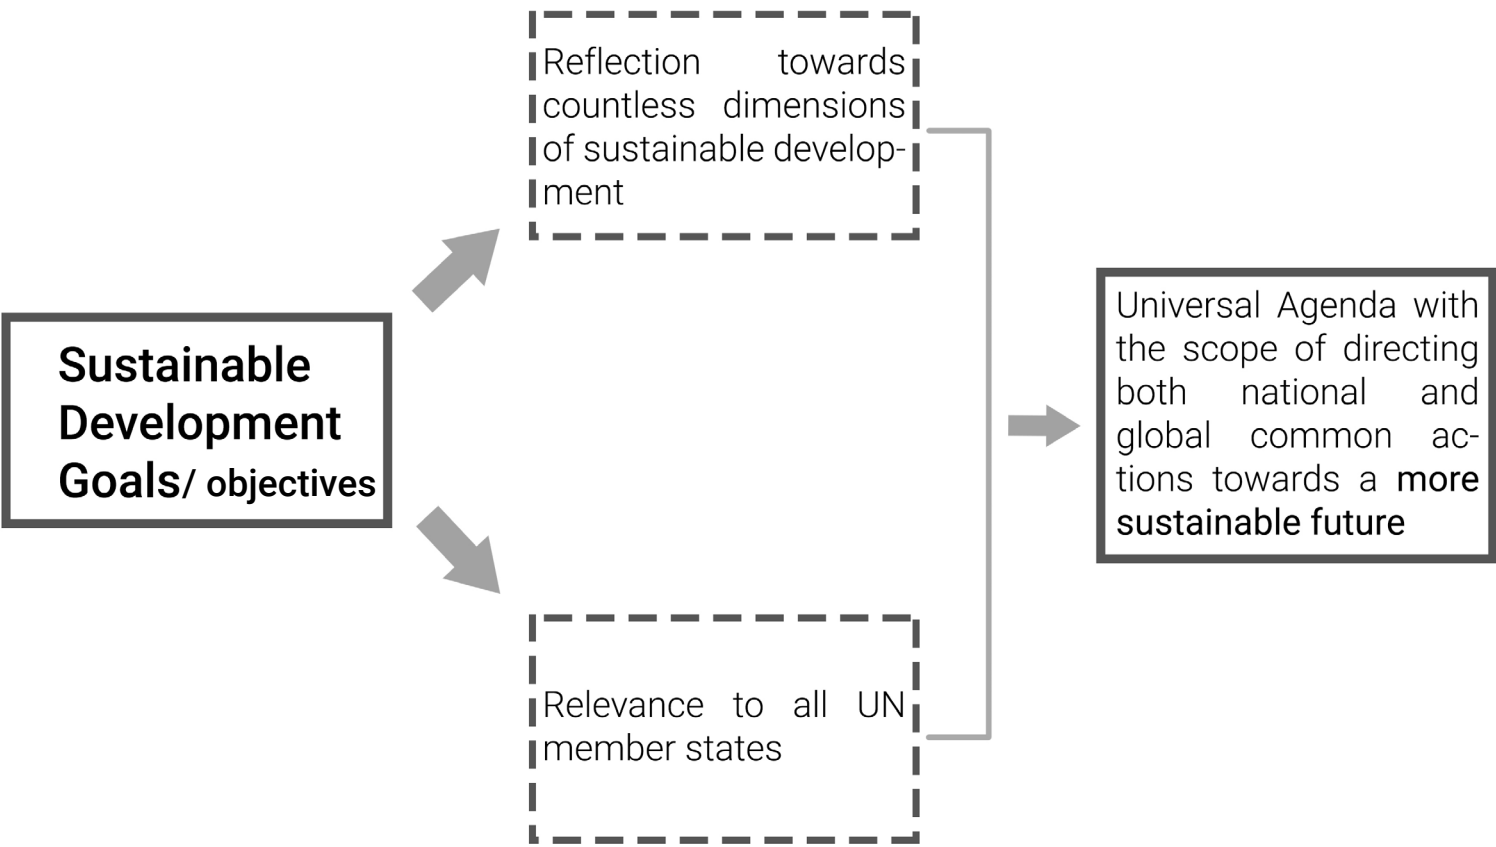 Reflection towards
countless dimensions
of sustainable develop-
ment
Sustainable
Development
Goals/ objectives
Universal Agenda with
the scope of directing
both national and
global common ac-
tions towards a more
sustainable future
Relevance to all UN
member states